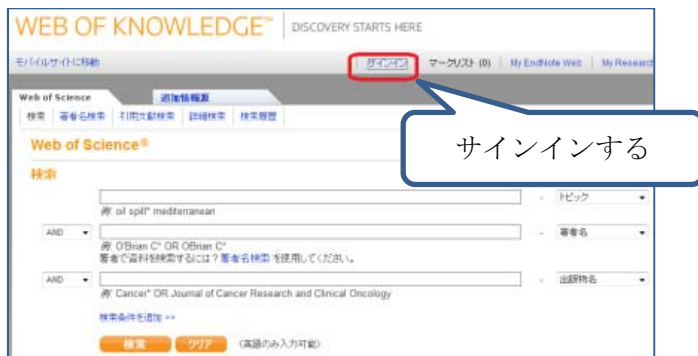 WEB OF KNOWLEDGE™ DISCOVERY STARTS HERE
モバイルサイトに移動 サインイン マークリスト (0) My EndNote Web My Research
Web of Science 追加情報源
検索 著者名検索 引用文献検索 詳細検索 検索履歴
サインインする
Web of Science®
検索
トピック
例: oil spill* mediterranean
AND 著者名
例: O'Brian C* OR OBrian C*
著者で資料を検索するには？著者名検索 を使用してください。
AND 出版物名
例: Cancer* OR Journal of Cancer Research and Clinical Oncology
検索条件を追加 >>
検索 クリア (英語のみ入力可能)